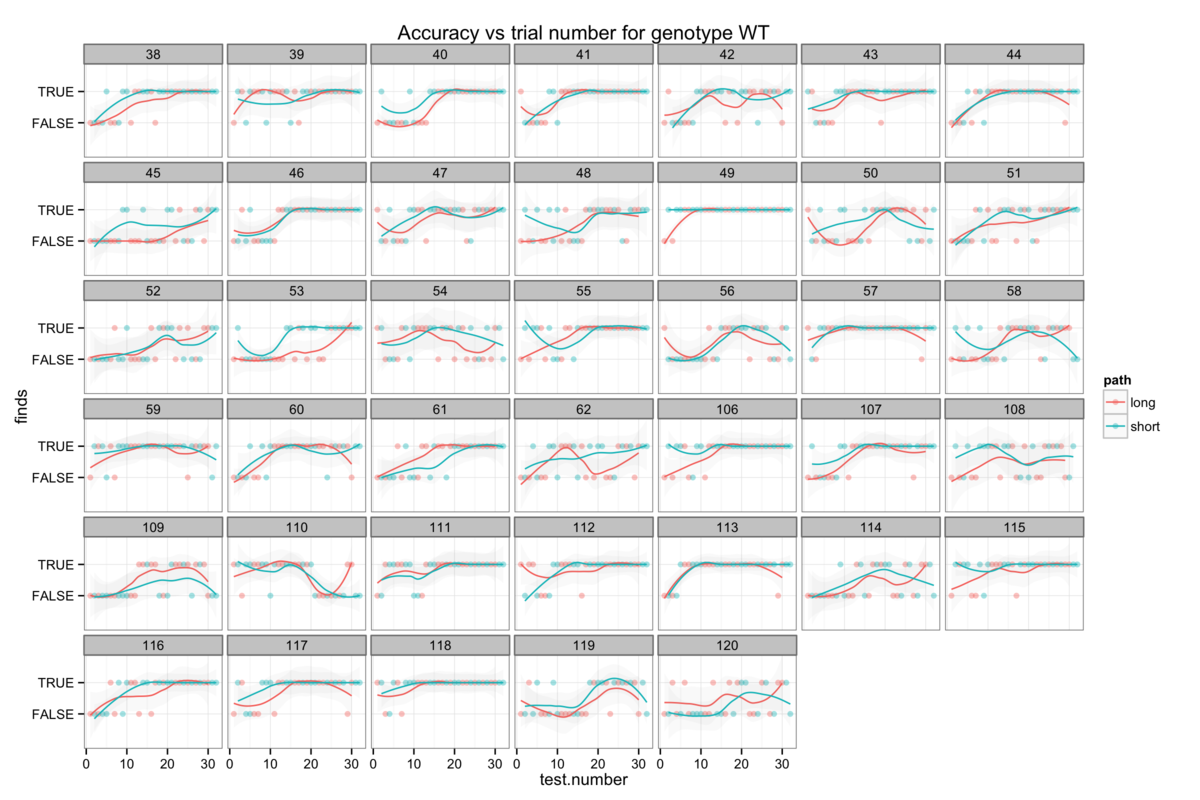 Accuracy vs trial number for genotype WT
38 39 40 41 42 43 44
TRUE
FALSE
45 46 47 48 49 50 51
TRUE
FALSE
52 53 54 55 56 57 58
TRUE
FALSE
59 60 61 62 106 107 108
TRUE
FALSE
109 110 111 112 113 114 115
TRUE
FALSE
116 117 118 119 120
TRUE
FALSE
0 10 20 30 0 10 20 30 0 10 20 30 0 10 20 30 0 10 20 30
test.number
finds
path
long
short